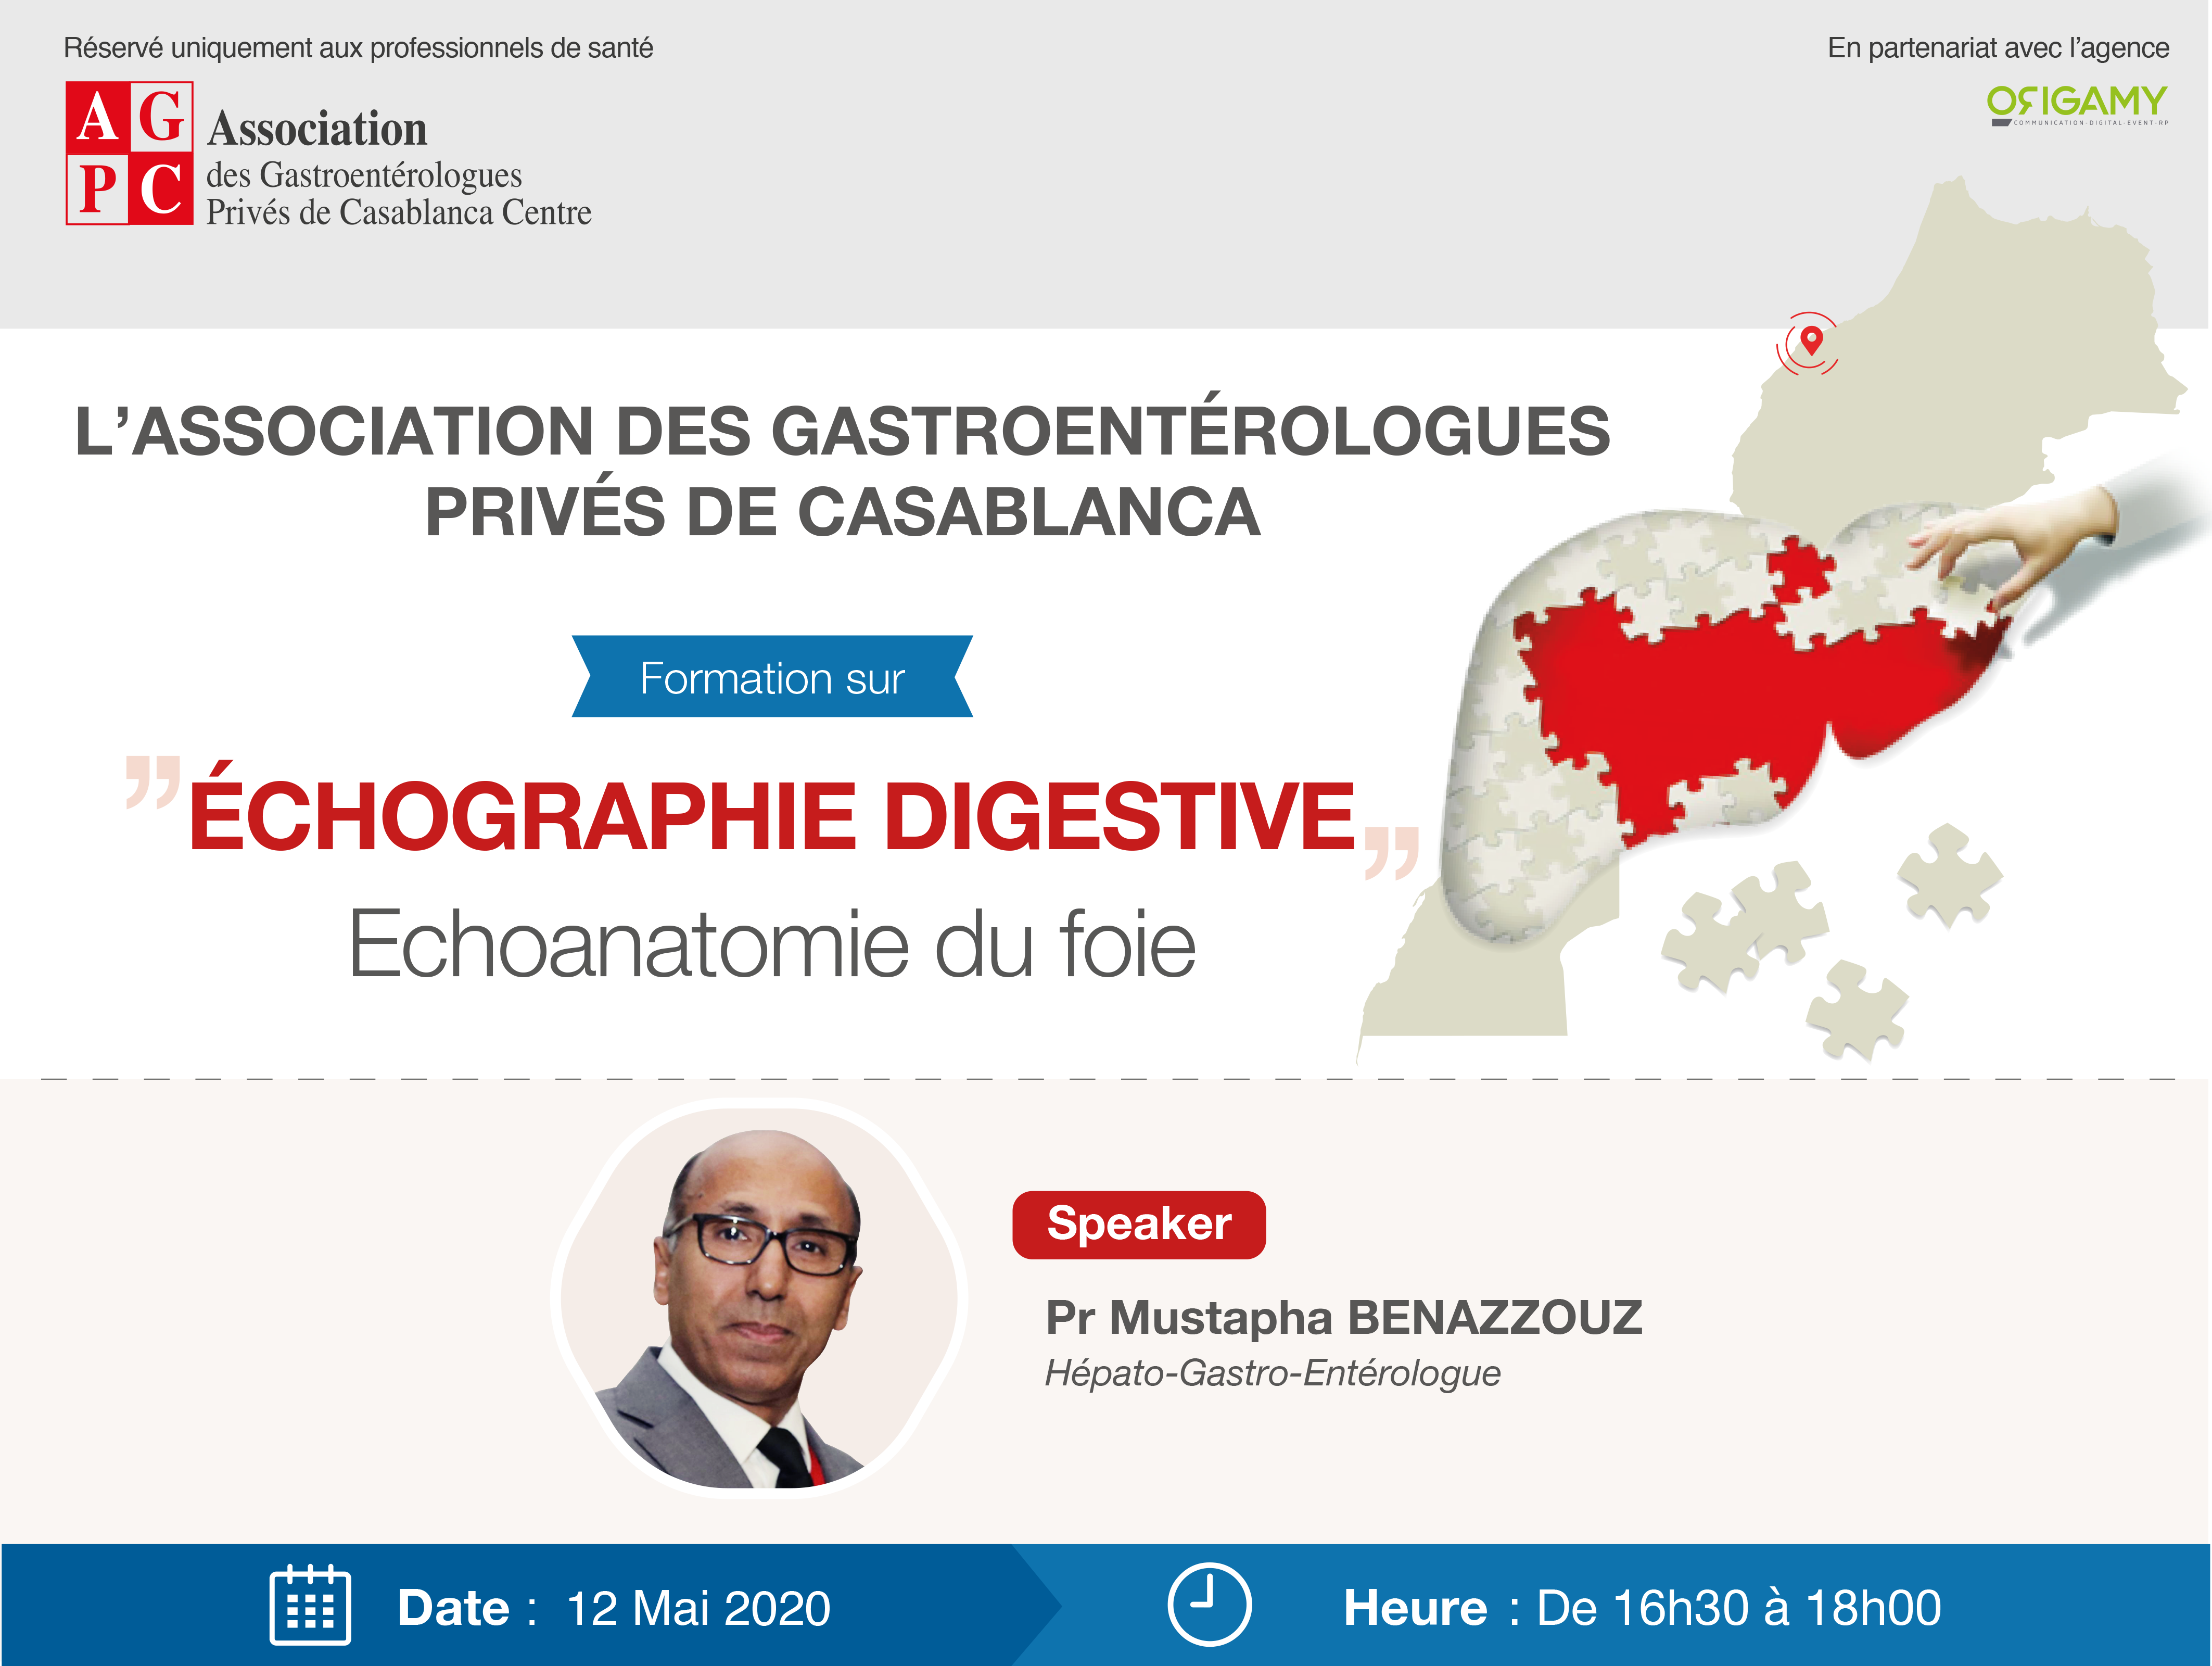 Réservé uniquement aux professionnels de santé
En partenariat avec l’agence
ORIGAMY
COMMUNICATION-DIGITAL-EVENT-RP
A G
P C
Association
des Gastroentérologues
Privés de Casablanca Centre
L’ASSOCIATION DES GASTROENTÉROLOGUES
PRIVÉS DE CASABLANCA
Formation sur
”ÉCHOGRAPHIE DIGESTIVE”
Echoanatomie du foie
Speaker
Pr Mustapha BENAZZOUZ
Hépato-Gastro-Entérologue
Date : 12 Mai 2020
Heure : De 16h30 à 18h00